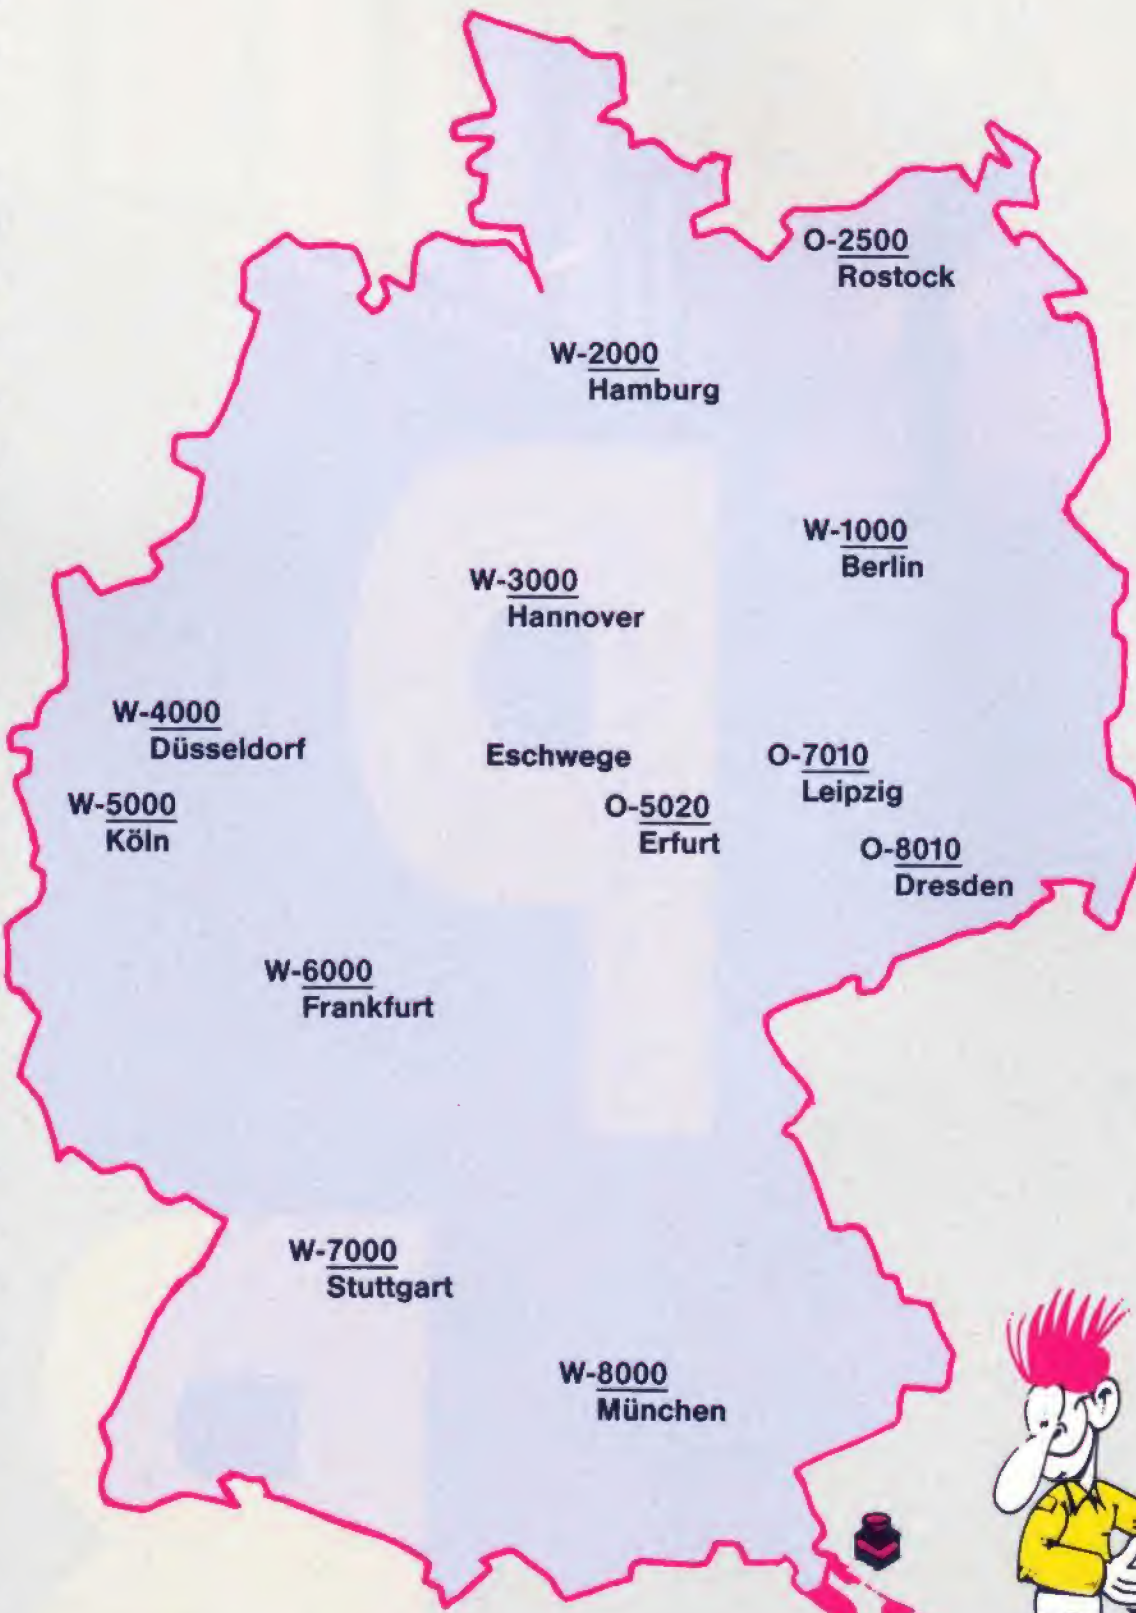 O-2500
Rostock
W-2000
Hamburg
W-1000
Berlin
W-3000
Hannover
W-4000
Düsseldorf
Eschwege
O-7010
Leipzig
W-5000
Köln
O-5020
Erfurt
O-8010
Dresden
W-6000
Frankfurt
W-7000
Stuttgart
W-8000
München